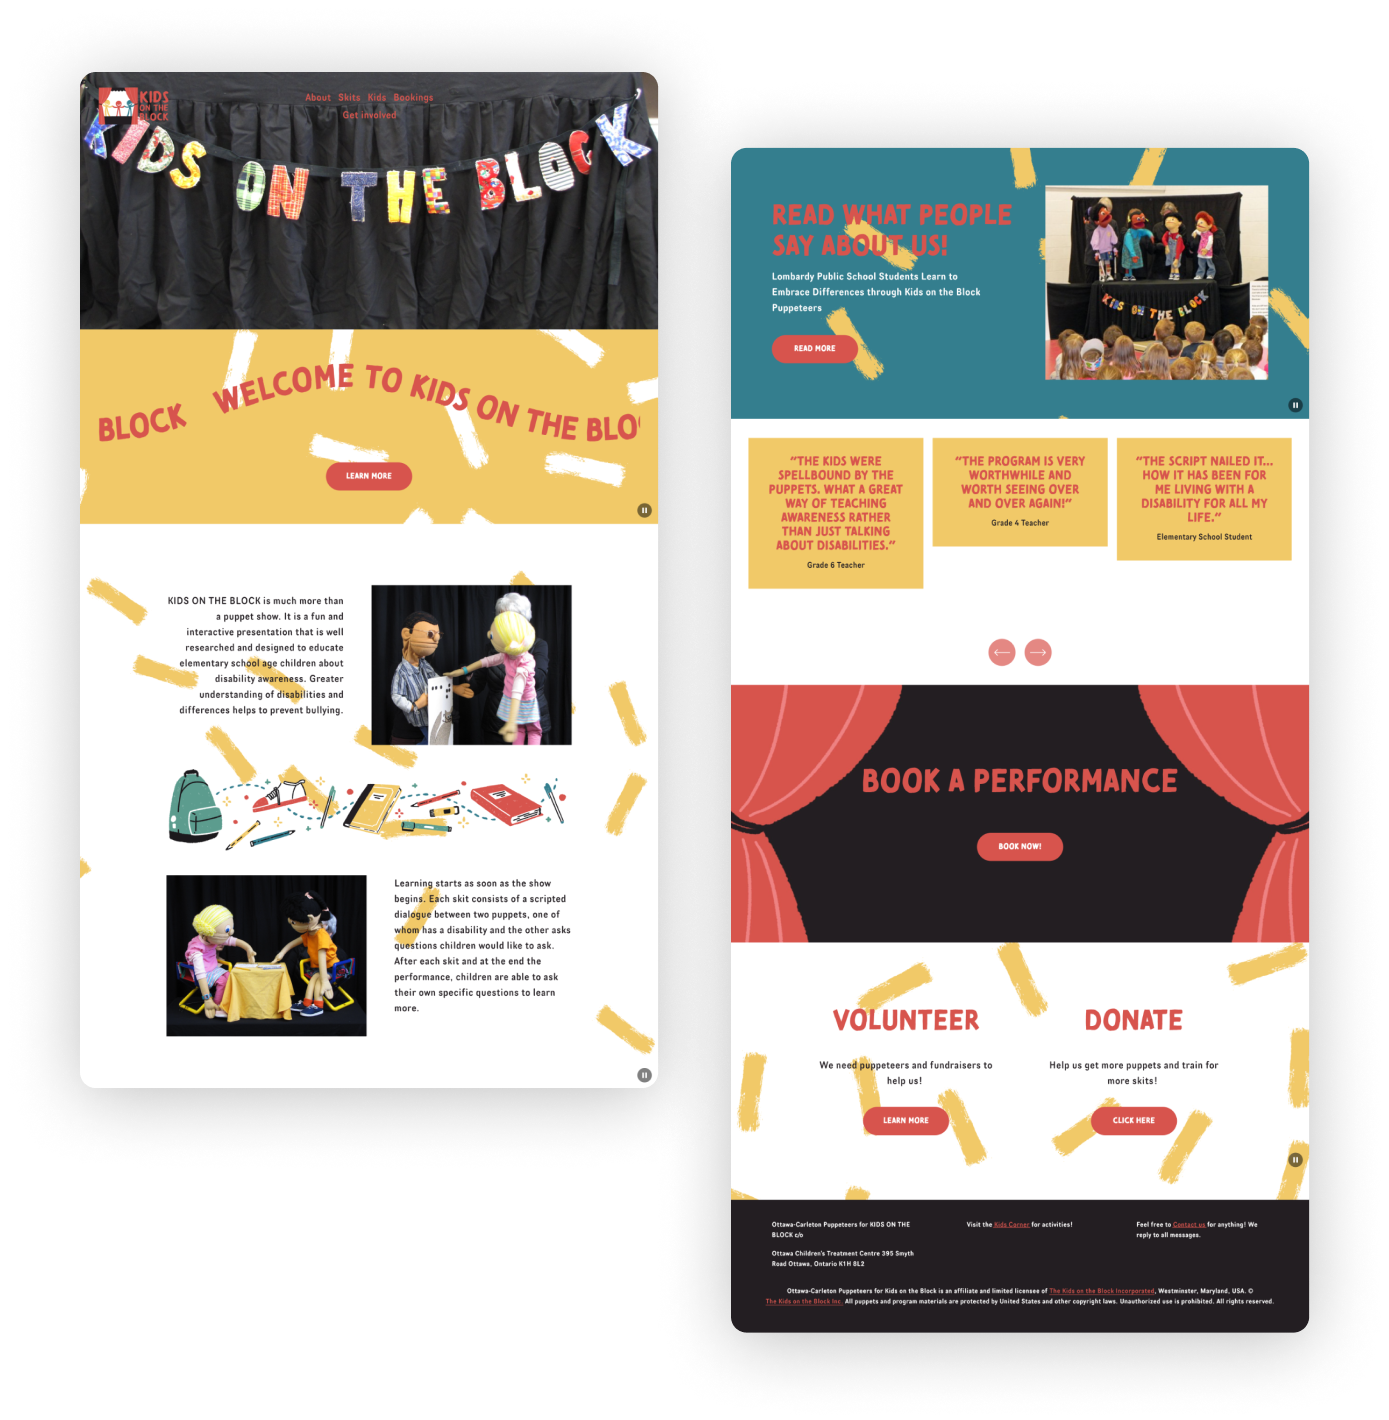 KIDS
ON THE
BLOCK
About Skits Kids Bookings
Get involved
KIDS ON THE BLOCK
BLOCK WELCOME TO KIDS ON THE BLO
LEARN MORE
KIDS ON THE BLOCK is much more than
a puppet show. It is a fun and
interactive presentation that is well
researched and designed to educate
elementary school age children about
disability awareness. Greater
understanding of disabilities and
differences helps to prevent bullying.
Learning starts as soon as the show
begins. Each skit consists of a scripted
dialogue between two puppets, one of
whom has a disability and the other asks
questions children would like to ask.
After each skit and at the end the
performance, children are able to ask
their own specific questions to learn
more.
READ WHAT PEOPLE
SAY ABOUT US!
Lombardy Public School Students Learn to
Embrace Differences through Kids on the Block
Puppeteers
READ MORE
KIDS ON THE BLOCK
“THE KIDS WERE
SPELLBOUND BY THE
PUPPETS. WHAT A GREAT
WAY OF TEACHING
AWARENESS RATHER
THAN JUST TALKING
ABOUT DISABILITIES.”
Grade 6 Teacher
“THE PROGRAM IS VERY
WORTHWHILE AND
WORTH SEEING OVER
AND OVER AGAIN!”
Grade 4 Teacher
“THE SCRIPT NAILED IT...
HOW IT HAS BEEN FOR
ME LIVING WITH A
DISABILITY FOR ALL MY
LIFE.”
Elementary School Student
BOOK A PERFORMANCE
BOOK NOW!
VOLUNTEER
We need puppeteers and fundraisers to
help us!
LEARN MORE
DONATE
Help us get more puppets and train for
more skits!
CLICK HERE
Ottawa-Carleton Puppeteers for KIDS ON THE
BLOCK c/o
Ottawa Children's Treatment Centre 395 Smyth
Road Ottawa, Ontario K1H 8L2
Visit the Kids Corner for activities!
Feel free to Contact us for anything! We
reply to all messages.
Ottawa-Carleton Puppeteers for Kids on the Block is an affiliate and limited licensee of The Kids on the Block Incorporated, Westminster, Maryland, USA. ©
The Kids on the Block Inc. All puppets and program materials are protected by United States and other copyright laws. Unauthorized use is prohibited. All rights reserved.